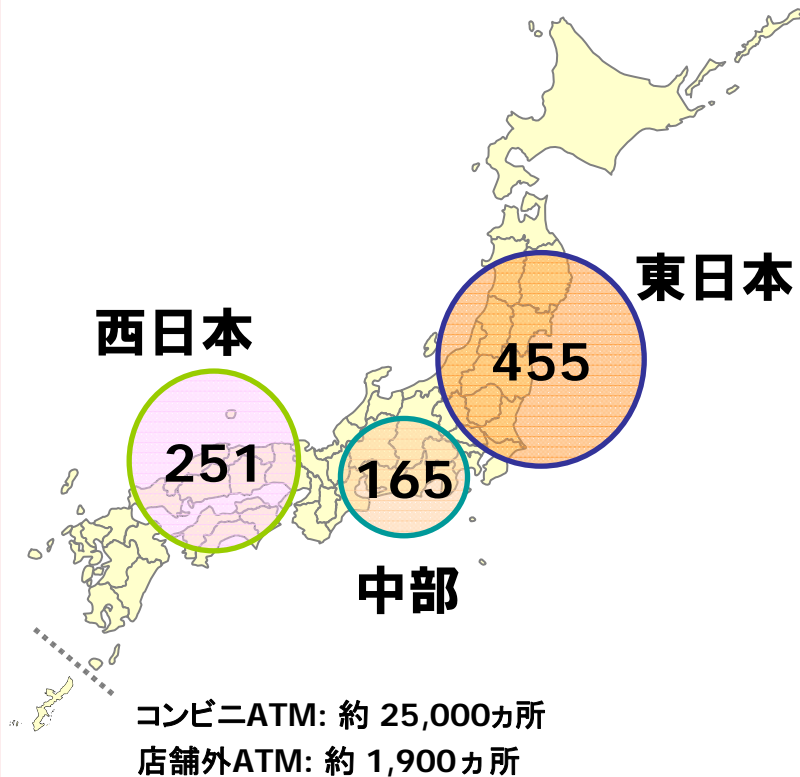 東日本
455
西日本
251
165
中部
コンビニATM: 約 25,000ヵ所
店舗外ATM: 約 1,900ヵ所